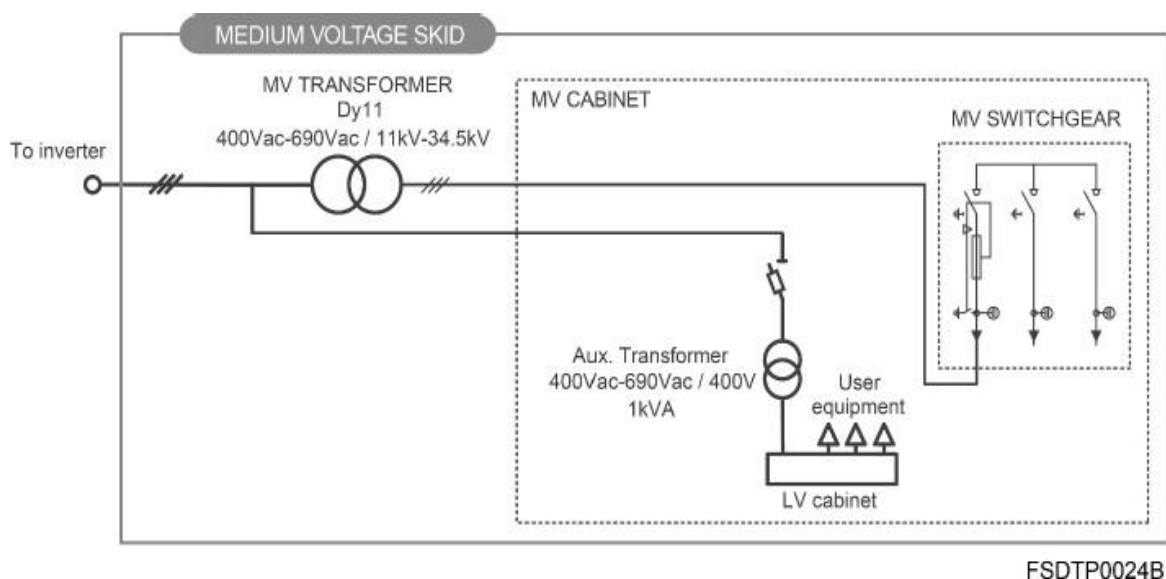 MEDIUM VOLTAGE SKID
MV TRANSFORMER
Dy11
400Vac-690Vac / 11kV-34.5kV
To inverter
MV CABINET
MV SWITCHGEAR
Aux. Transformer
400Vac-690Vac / 400V
1kVA
User
equipment
LV cabinet
FSDTP0024B